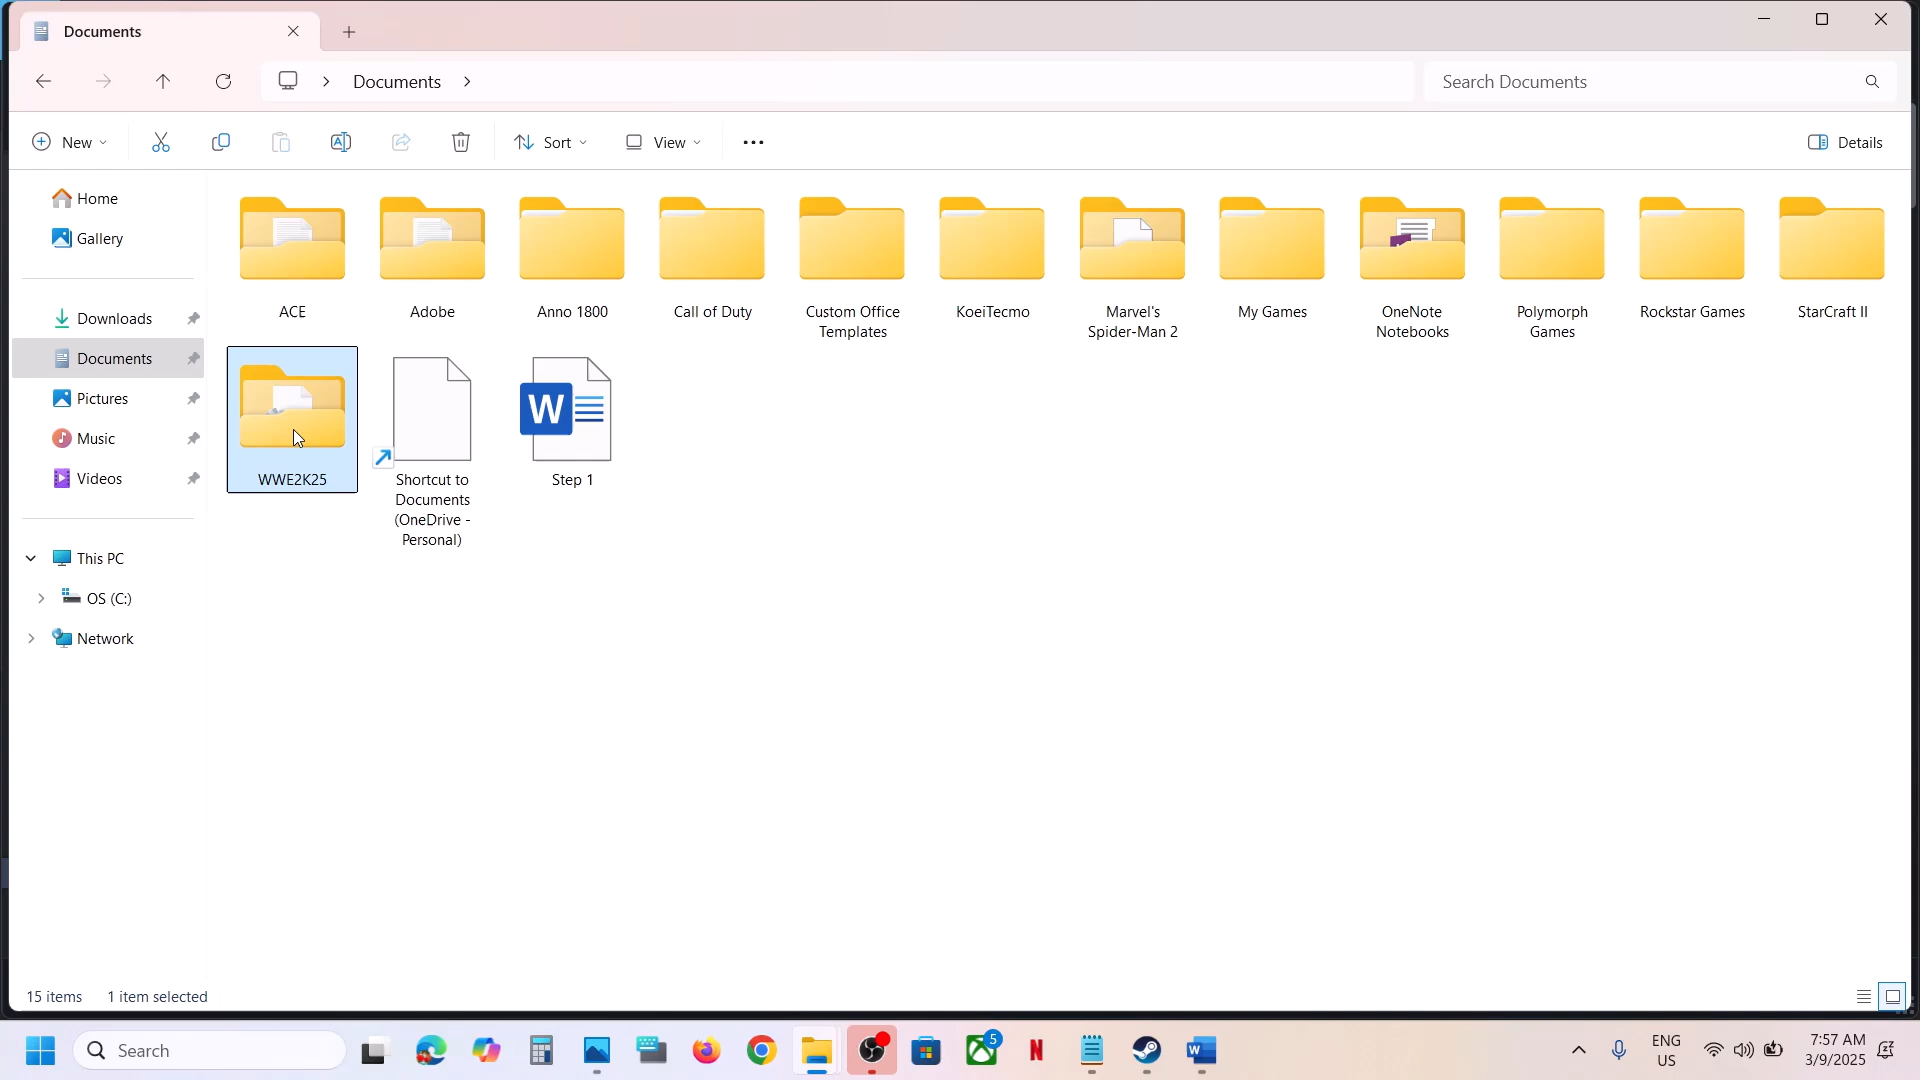 Documents
Documents
Search Documents
New
Sort
View
Details
Home
Gallery
Downloads
Documents
Pictures
Music
Videos
This PC
OS (C:)
Network
ACE
Adobe
Anno 1800
Call of Duty
Custom Office
Templates
KoeiTecmo
Marvel's
Spider-Man 2
My Games
OneNote
Notebooks
Polymorph
Games
Rockstar Games
StarCraft II
WWE2K25
Shortcut to
Documents
(OneDrive -
Personal)
W
Step 1
15 items
1 item selected
Search
5
N
W
ENG
US
7:57 AM
3/9/2025